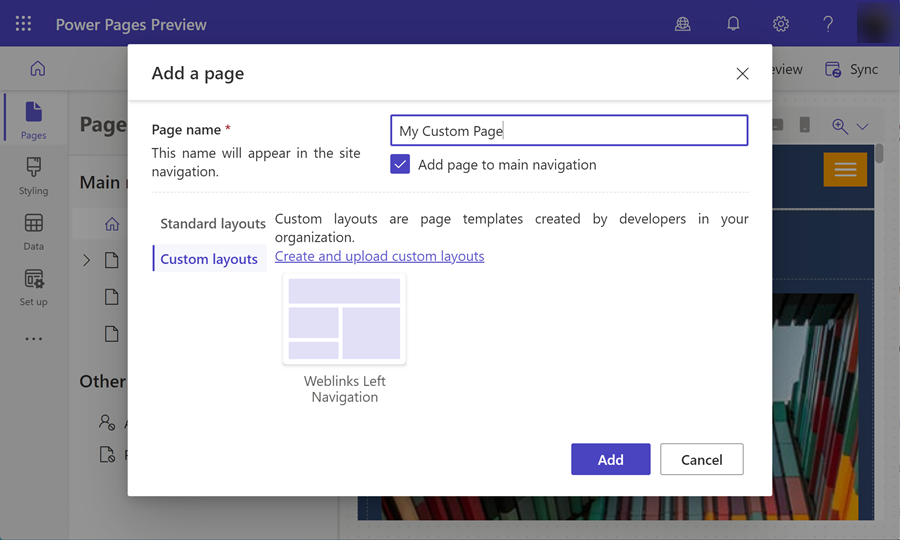 Power Pages Preview
Add a page
Sync
Page name *
My Custom Page
This name will appear in the site
navigation.
Add page to main navigation
Pages
Styling
Data
Set up
Main
Other
Standard layouts
Custom layouts
Custom layouts are page templates created by developers in your
organization.
Create and upload custom layouts
Weblinks Left
Navigation
Add
Cancel